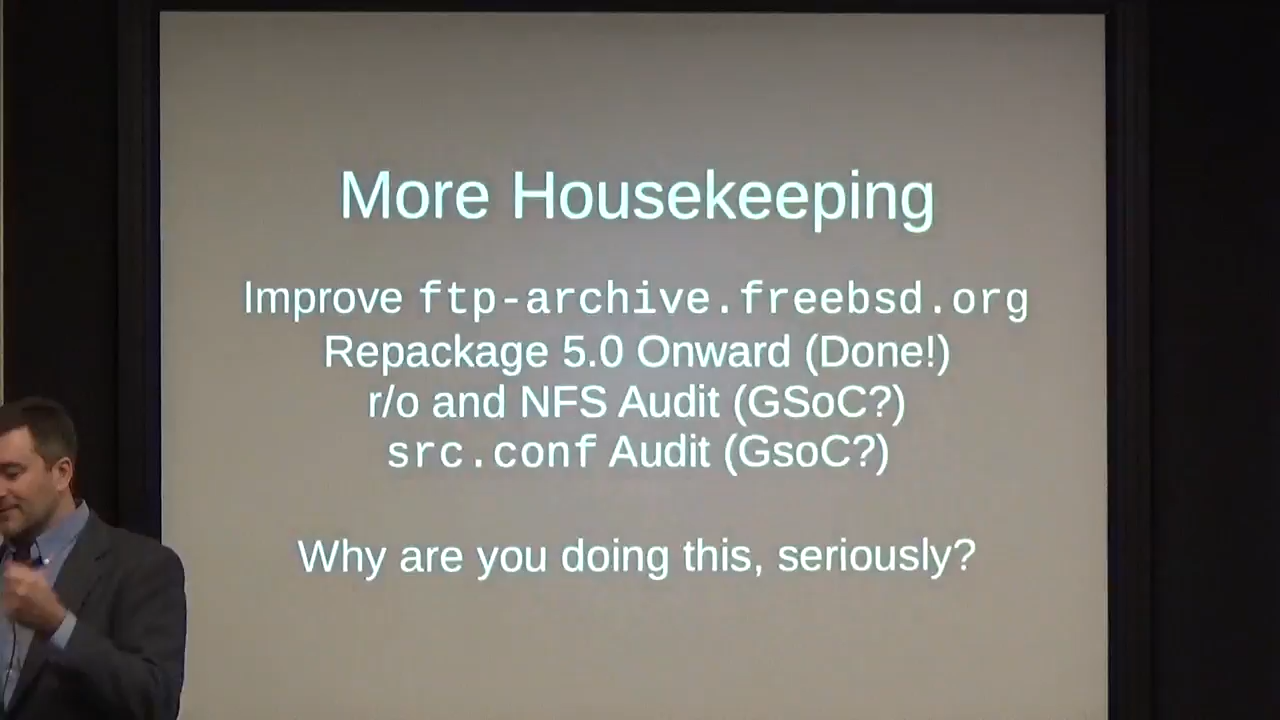 More Housekeeping
Improve ftp-archive.freebsd.org
Repackage 5.0 Onward (Done!)
r/o and NFS Audit (GSoC?)
src.conf Audit (GsoC?)
Why are you doing this, seriously?